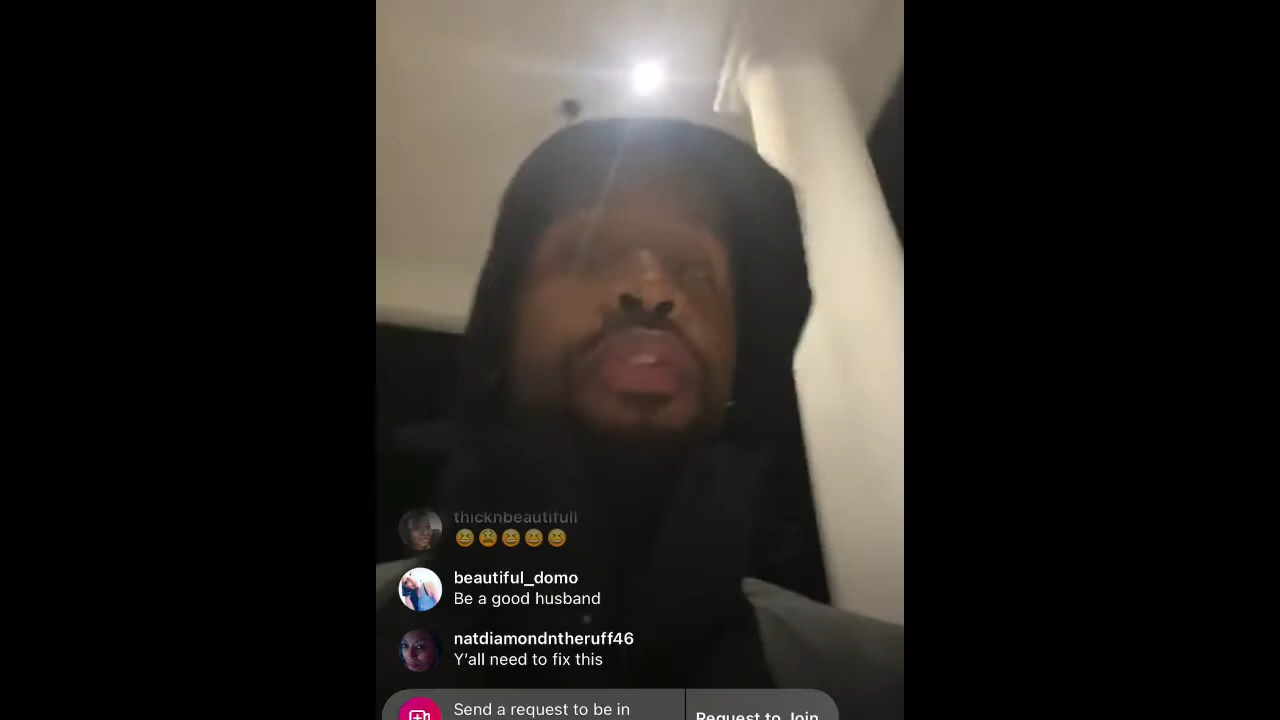 thicknbeautifull
😆😫😆😆😆
beautiful_domo
Be a good husband
natdiamondntheruff46
Y'all need to fix this
Send a request to be in
Request to Join